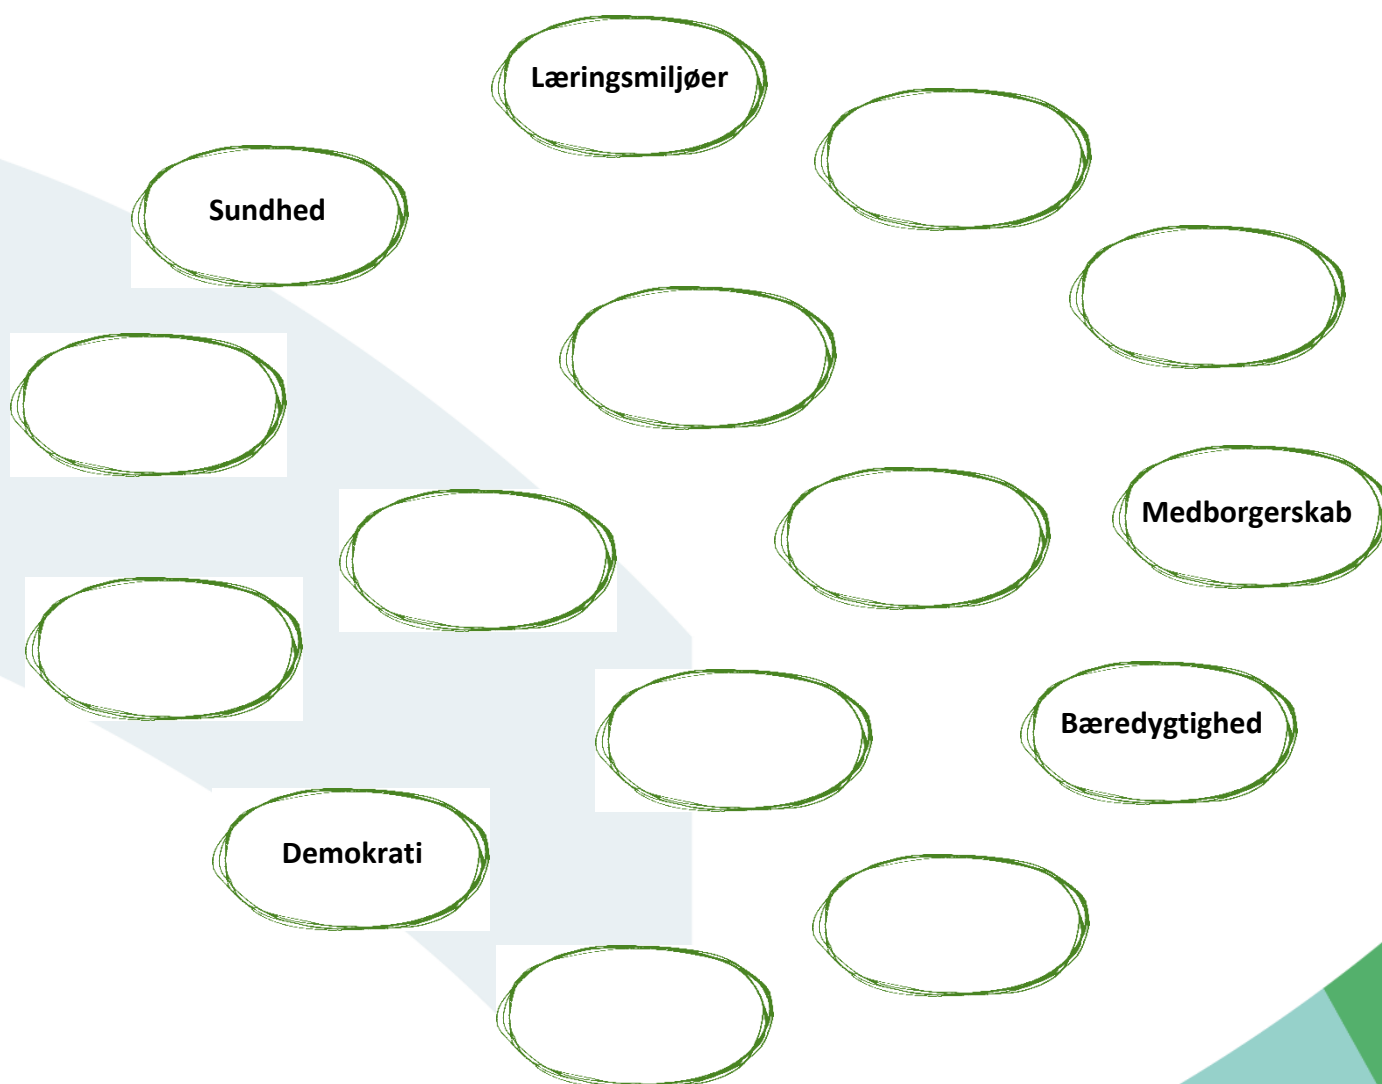 Læringsmiljøer
Sundhed
Medborgerskab
Bæredygtighed
Demokrati